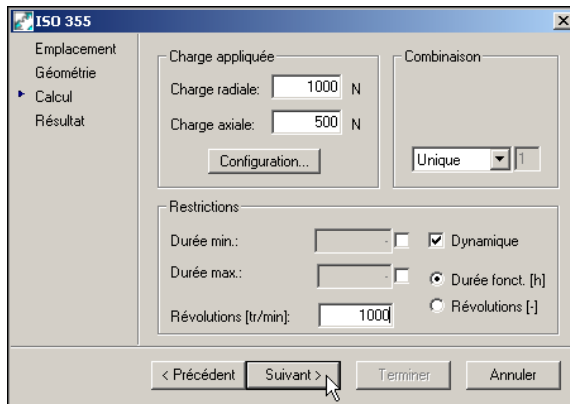 ISO 355
Emplacement
Géométrie
Calcul
Résultat
Charge appliquée
Charge radiale: 1000 N
Charge axiale: 500 N
Configuration...
Combinaison
Unique 1
Restrictions
Durée min.: -
Dynamique
Durée max.: -
Durée fonct. [h]
Révolutions [-]
Révolutions [tr/min]: 1000
< Précédent
Suivant >
Terminer
Annuler